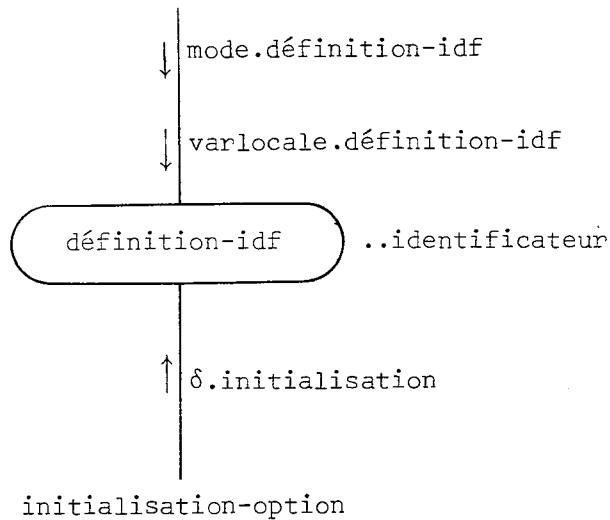 ↓ mode.définition-idf
↓ varlocale.définition-idf
définition-idf ..identificateur
↑ δ.initialisation
initialisation-option